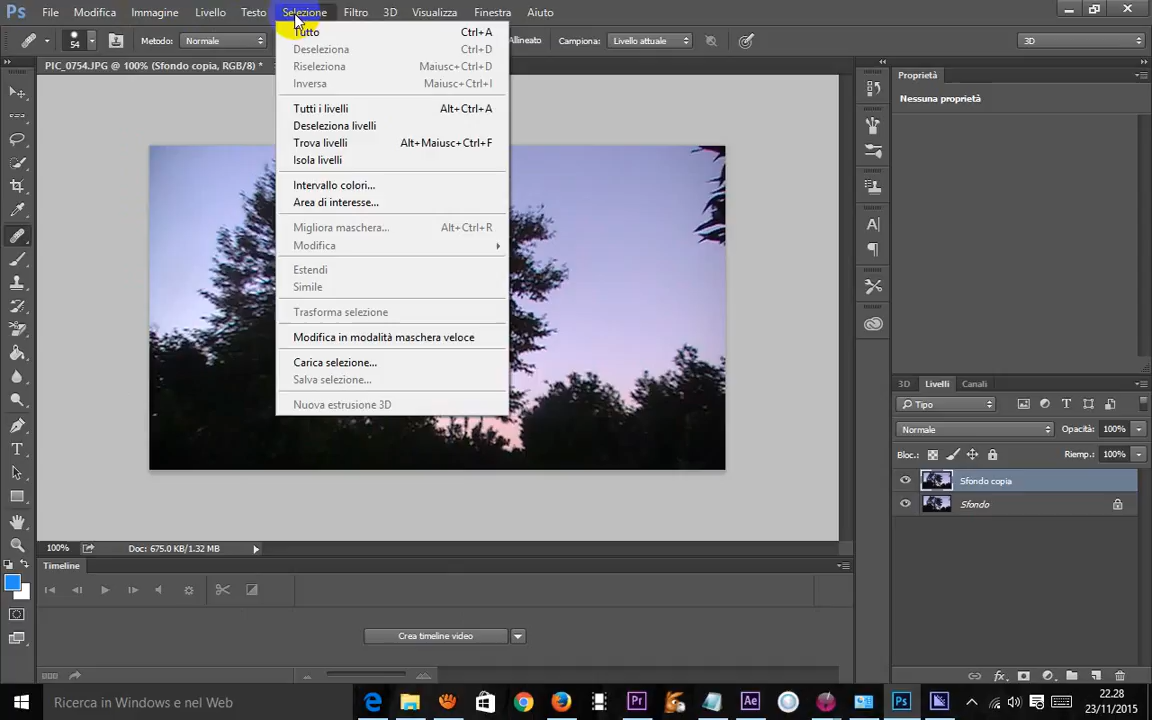 Ps File Modifica Immagine Livello Testo Selezione Filtro 3D Visualizza Finestra Aiuto
54 Metodo: Normale Allineato Campiona: Livello attuale 3D
PIC_0754.JPG @ 100% (Sfondo copia, RGB/8) *
Tutto Ctrl+A
Deseleziona Ctrl+D
Riseleziona Maiusc+Ctrl+D
Inversa Maiusc+Ctrl+I
Tutti i livelli Alt+Ctrl+A
Deseleziona livelli
Trova livelli Alt+Maiusc+Ctrl+F
Isola livelli
Intervallo colori...
Area di interesse...
Migliora maschera... Alt+Ctrl+R
Modifica
Estendi
Simile
Trasforma selezione
Modifica in modalità maschera veloce
Carica selezione...
Salva selezione...
Nuova estrusione 3D
Proprietà
Nessuna proprietà
3D Livelli Canali
Tipo
Normale Opacità: 100%
Bloc.: Riemp.: 100%
Sfondo copia
Sfondo
fx
100% Doc: 675.0 KB/1.32 MB
Timeline
Crea timeline video
Ricerca in Windows e nel Web
Pr Ae Ps
22.28
23/11/2015